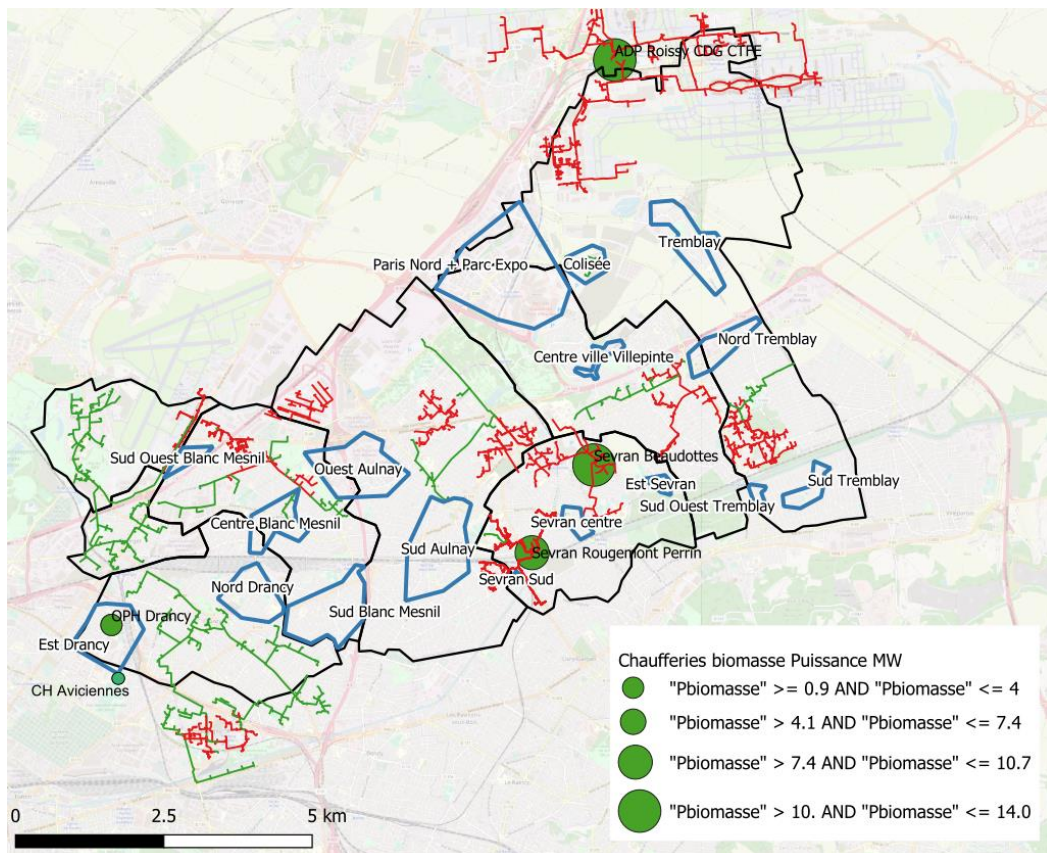 ADP Roissy CDG CTFE
Tremblay
Paris Nord + Parc Expo
Colisée
Nord Tremblay
Centre ville Villepinte
Sud Ouest Blanc Mesnil
Ouest Aulnay
Sevran Beaudottes
Est Sevran
Sud Tremblay
Sud Ouest Tremblay
Centre Blanc Mesnil
Sevran centre
Sud Aulnay
Sevran Rougemont Perrin
Sevran Sud
Nord Drancy
Sud Blanc Mesnil
OPH Drancy
Est Drancy
CH Aviciennes
Chaufferies biomasse Puissance MW
"Pbiomasse" >= 0.9 AND "Pbiomasse" <= 4
"Pbiomasse" > 4.1 AND "Pbiomasse" <= 7.4
"Pbiomasse" > 7.4 AND "Pbiomasse" <= 10.7
"Pbiomasse" > 10. AND "Pbiomasse" <= 14.0
0 2.5 5 km